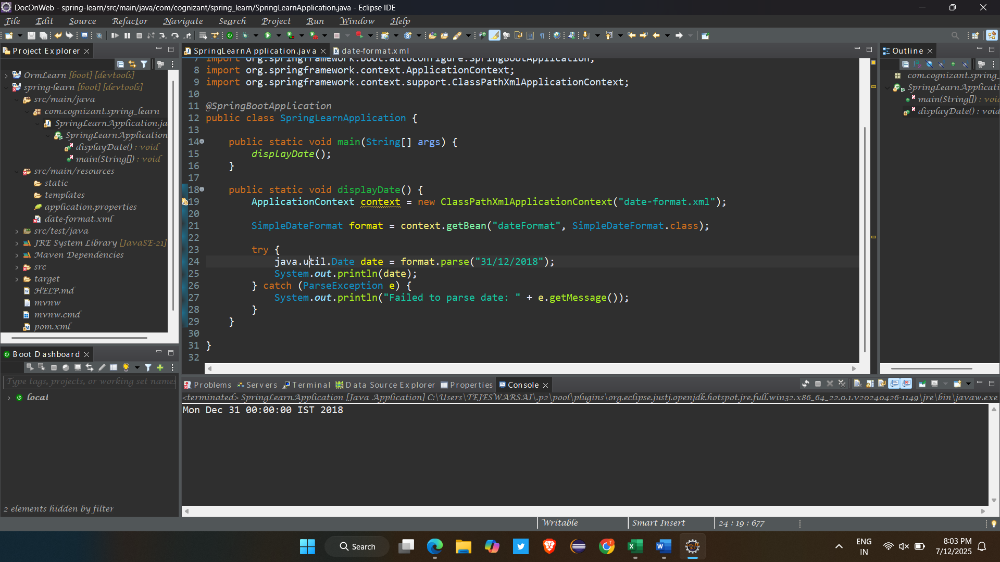 DocOnWeb - spring-learn/src/main/java/com/cognizant/spring_learn/SpringLearnApplication.java - Eclipse IDE
File Edit Source Refactor Navigate Search Project Run Window Help
Project Explorer
OrmLearn [boot] [devtools]
spring-learn [boot] [devtools]
src/main/java
com.cognizant.spring_learn
SpringLearnApplication.ja
SpringLearnApplication
displayDate() : void
main(String[]) : void
src/main/resources
static
templates
application.properties
date-format.xml
src/test/java
JRE System Library [JavaSE-21]
Maven Dependencies
src
target
HELP.md
mvnw
mvnw.cmd
pom.xml
Boot Dashboard
Type tags, projects, or working set names
local
2 elements hidden by filter
SpringLearnApplication.java date-format.xml
7 import org.springframework.boot.autoconfigure.SpringBootApplication;
8 import org.springframework.context.ApplicationContext;
9 import org.springframework.context.support.ClassPathXmlApplicationContext;
10
11 @SpringBootApplication
12 public class SpringLearnApplication {
13
14 public static void main(String[] args) {
15 displayDate();
16 }
17
18 public static void displayDate() {
19 ApplicationContext context = new ClassPathXmlApplicationContext("date-format.xml");
20
21 SimpleDateFormat format = context.getBean("dateFormat", SimpleDateFormat.class);
22
23 try {
24 java.util.Date date = format.parse("31/12/2018");
25 System.out.println(date);
26 } catch (ParseException e) {
27 System.out.println("Failed to parse date: " + e.getMessage());
28 }
29 }
30
31 }
32
Outline
com.cognizant.spring_
SpringLearnApplicati
main(String[]) : void
displayDate() : void
Problems Servers Terminal Data Source Explorer Properties Console
<terminated> SpringLearnApplication [Java Application] C:\Users\TEJESWARSAI\.p2\pool\plugins\org.eclipse.justj.openjdk.hotspot.jre.full.win32.x86_64_22.0.1.v20240426-1149\jre\bin\javaw.exe
Mon Dec 31 00:00:00 IST 2018
Writable Smart Insert 24 : 19 : 677
Search
ENG
IN
8:03 PM
7/12/2025